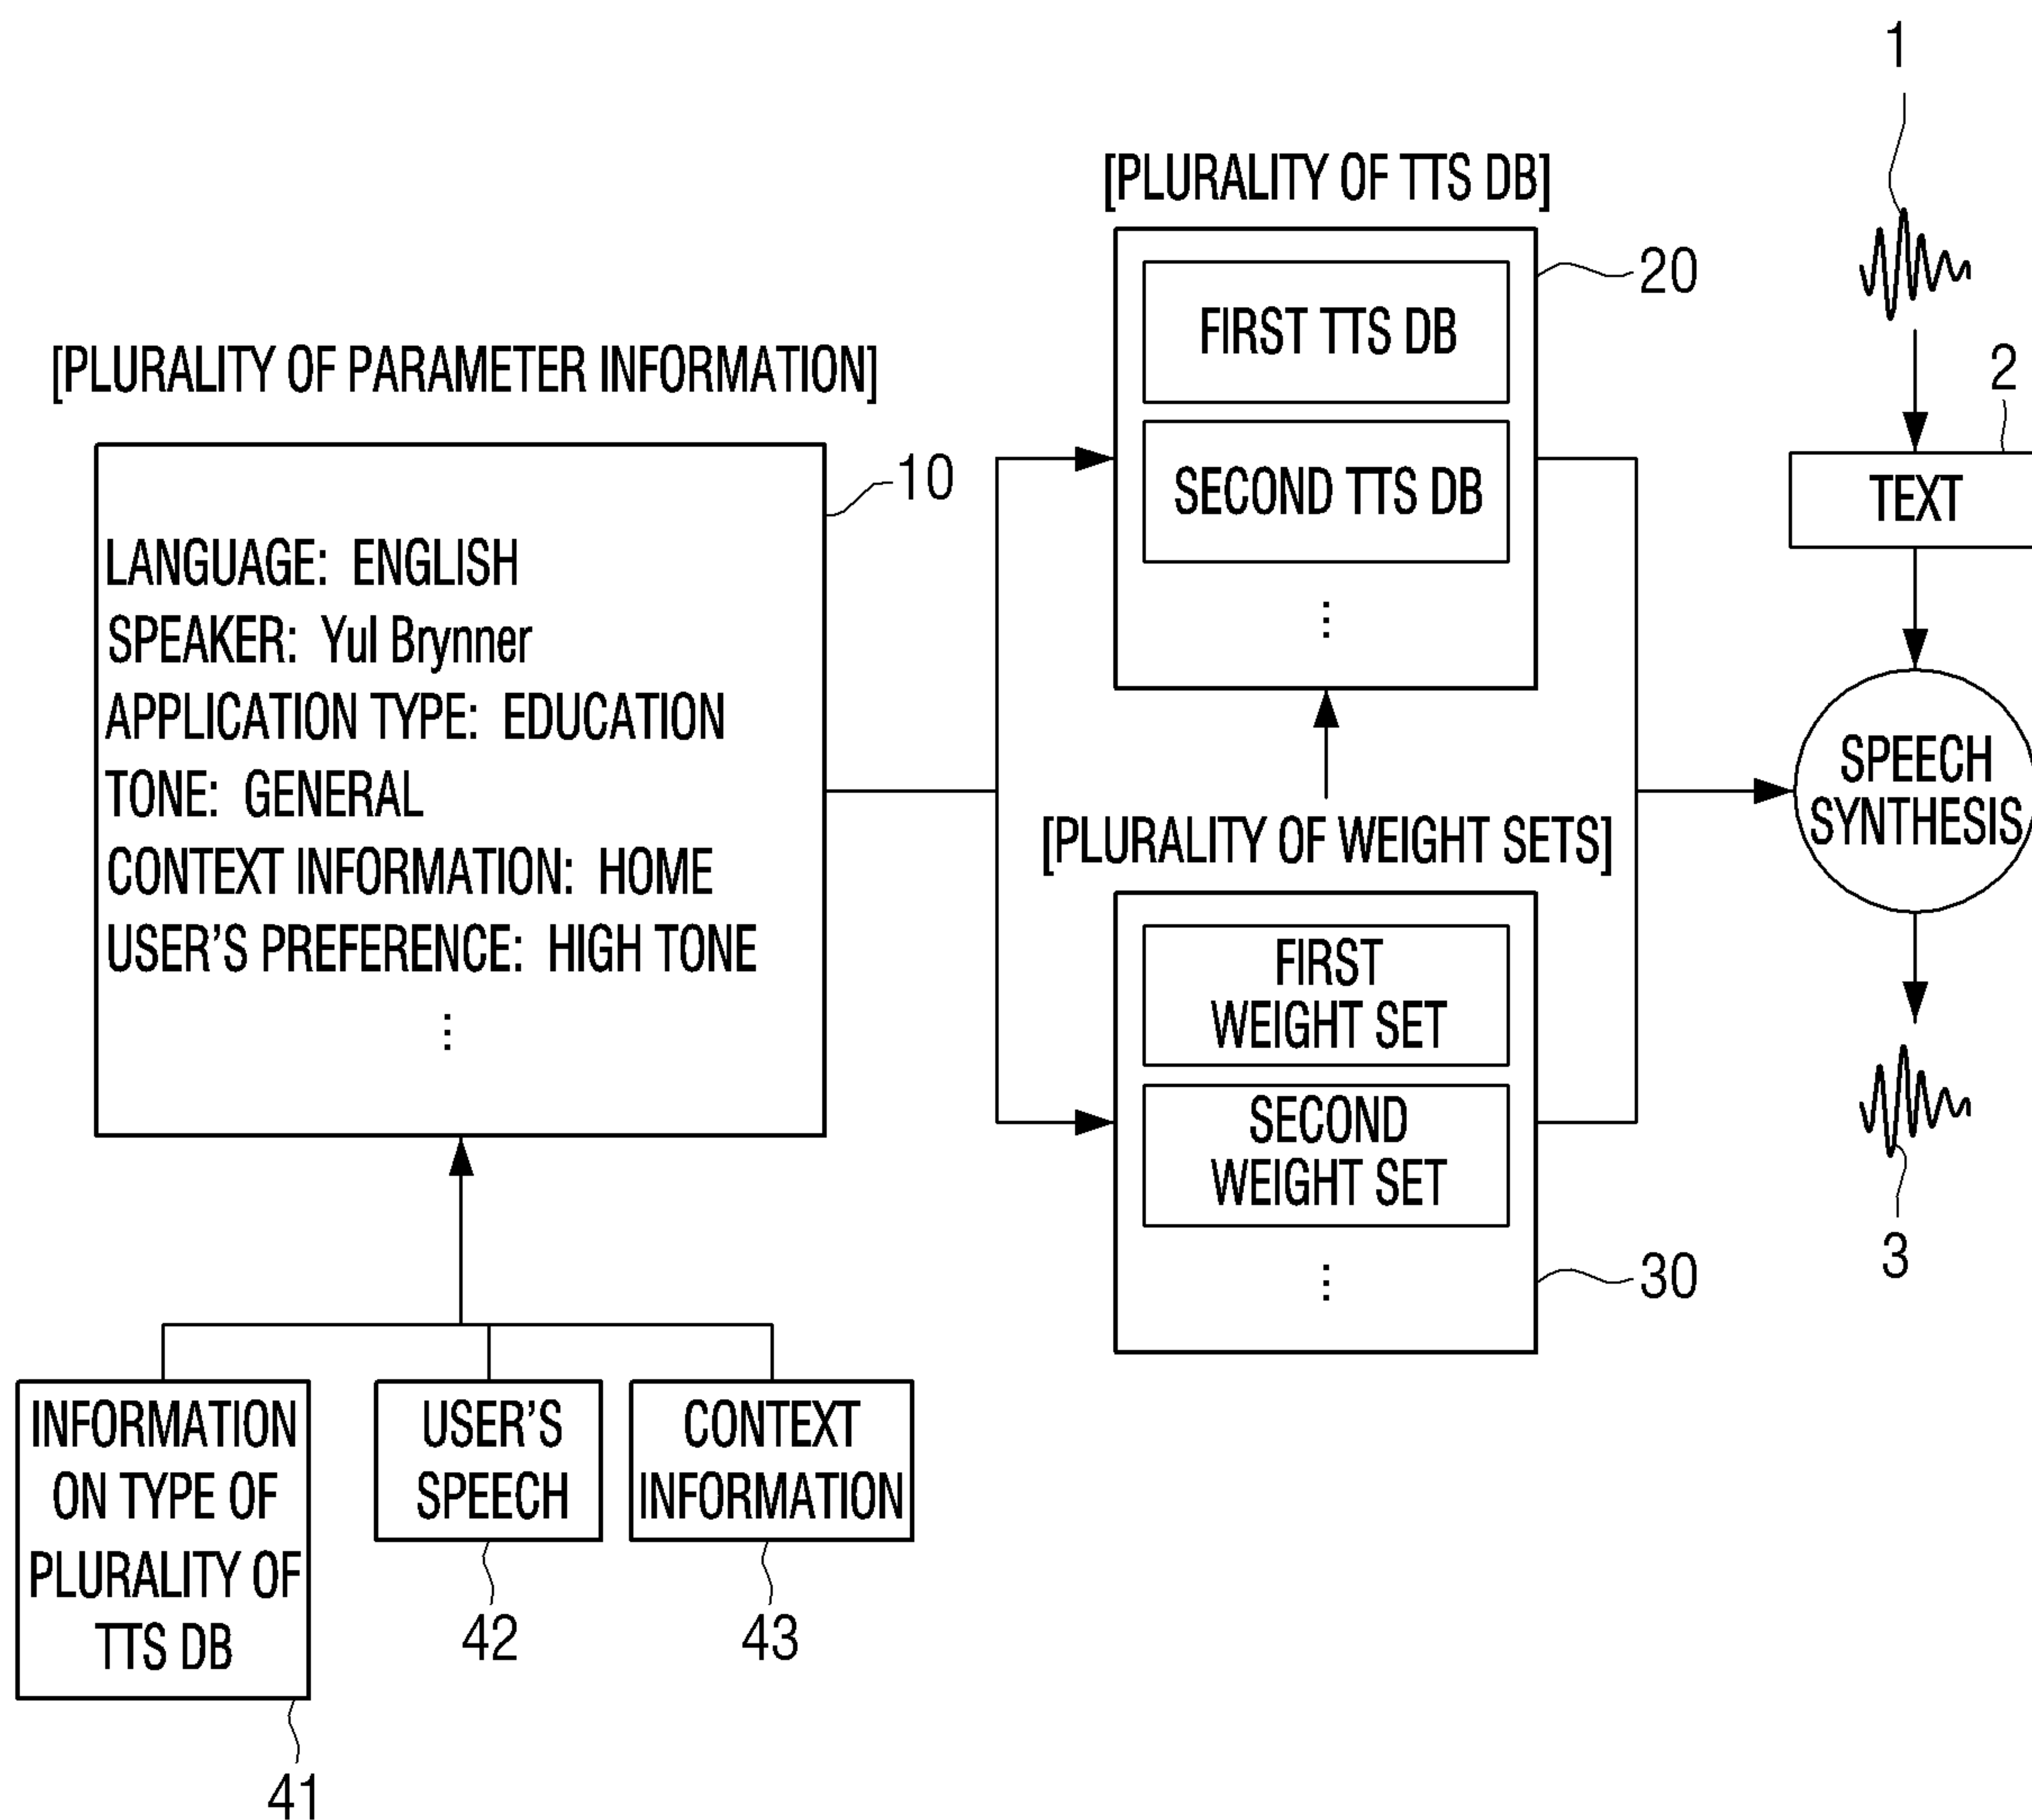 1
[PLURALITY OF TTS DB]
20
FIRST TTS DB
SECOND TTS DB
⋮
[PLURALITY OF PARAMETER INFORMATION]
10
LANGUAGE: ENGLISH
SPEAKER: Yul Brynner
APPLICATION TYPE: EDUCATION
TONE: GENERAL
CONTEXT INFORMATION: HOME
USER'S PREFERENCE: HIGH TONE
⋮
2
TEXT
SPEECH
SYNTHESIS
[PLURALITY OF WEIGHT SETS]
FIRST
WEIGHT SET
SECOND
WEIGHT SET
⋮
30
3
INFORMATION
ON TYPE OF
PLURALITY OF
TTS DB
41
USER'S
SPEECH
42
CONTEXT
INFORMATION
43